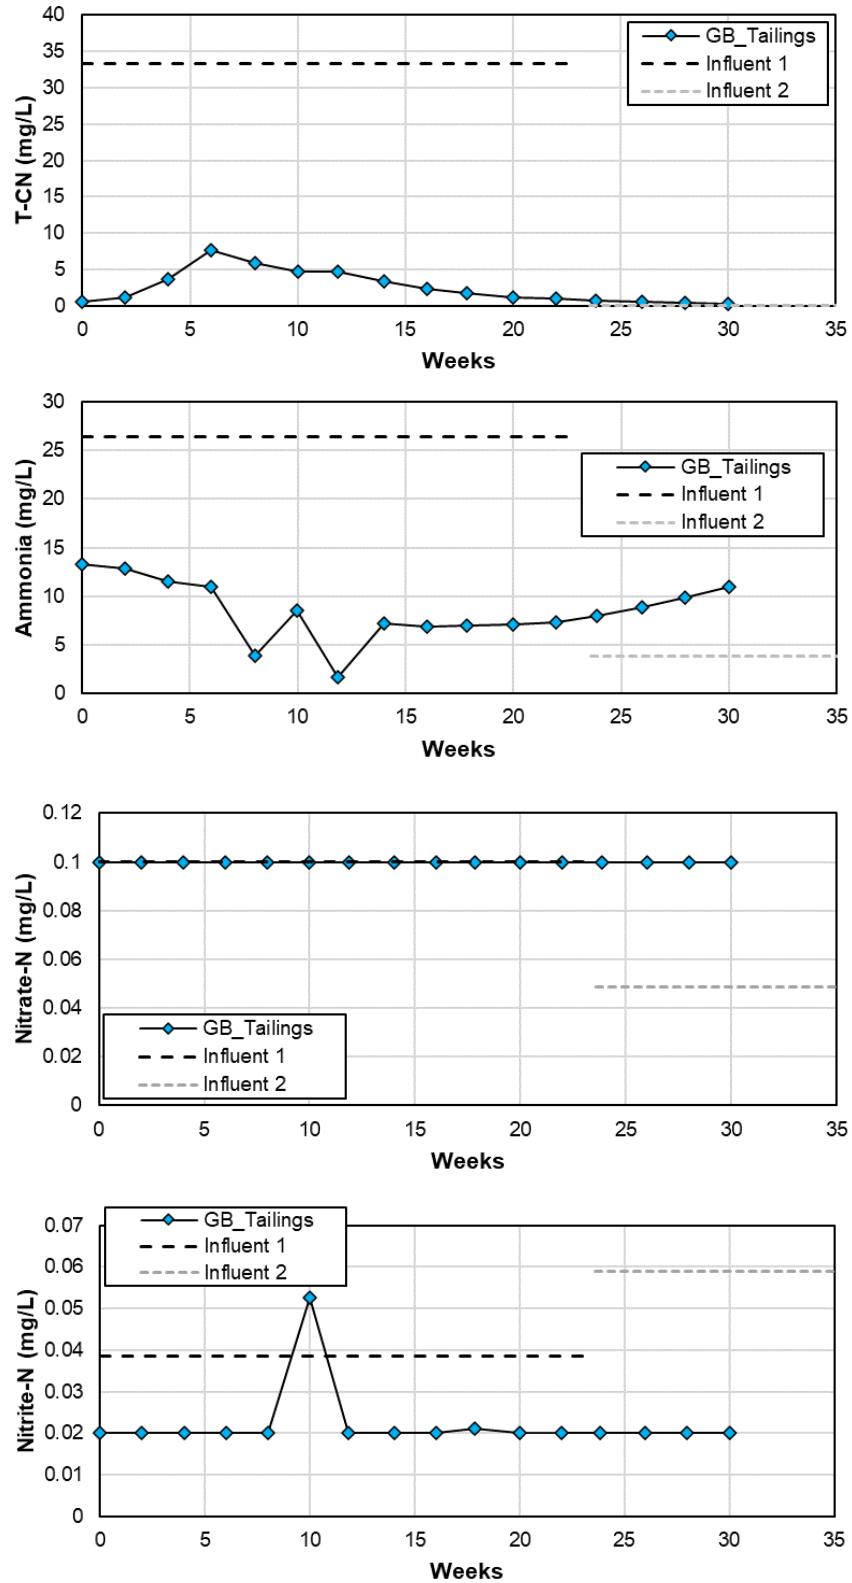 40
35
30
25
20
15
10
5
0
T-CN (mg/L)
GB_Tailings
Influent 1
Influent 2
0 5 10 15 20 25 30 35
Weeks
30
25
20
15
10
5
0
Ammonia (mg/L)
GB_Tailings
Influent 1
Influent 2
0 5 10 15 20 25 30 35
Weeks
0.12
0.1
0.08
0.06
0.04
0.02
0
Nitrate-N (mg/L)
GB_Tailings
Influent 1
Influent 2
0 5 10 15 20 25 30 35
Weeks
0.07
0.06
0.05
0.04
0.03
0.02
0.01
0
Nitrite-N (mg/L)
GB_Tailings
Influent 1
Influent 2
0 5 10 15 20 25 30 35
Weeks